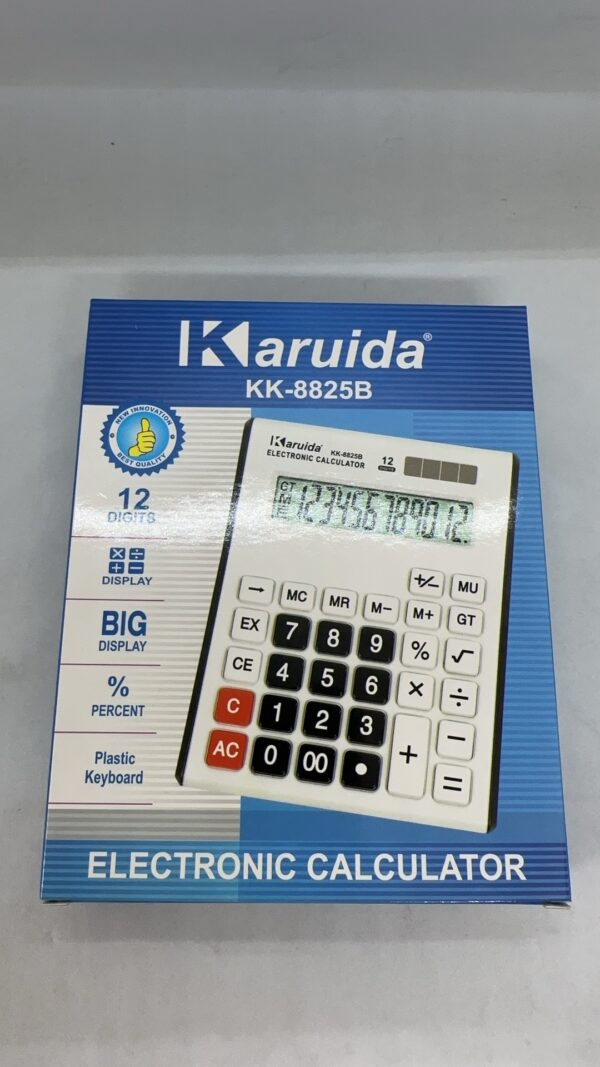 Karuida®
KK-8825B
NEW INNOVATION
BEST QUALITY
12
DIGITS
DISPLAY
BIG
DISPLAY
%
PERCENT
Plastic
Keyboard
Karuida® KK-8825B
ELECTRONIC CALCULATOR
12
DIGITS
GT
M
E
123456789012
+/− MU
→ MC MR M− M+ GT
EX 7 8 9 % √
CE 4 5 6 × ÷
C 1 2 3 + −
AC 0 00 • =
ELECTRONIC CALCULATOR